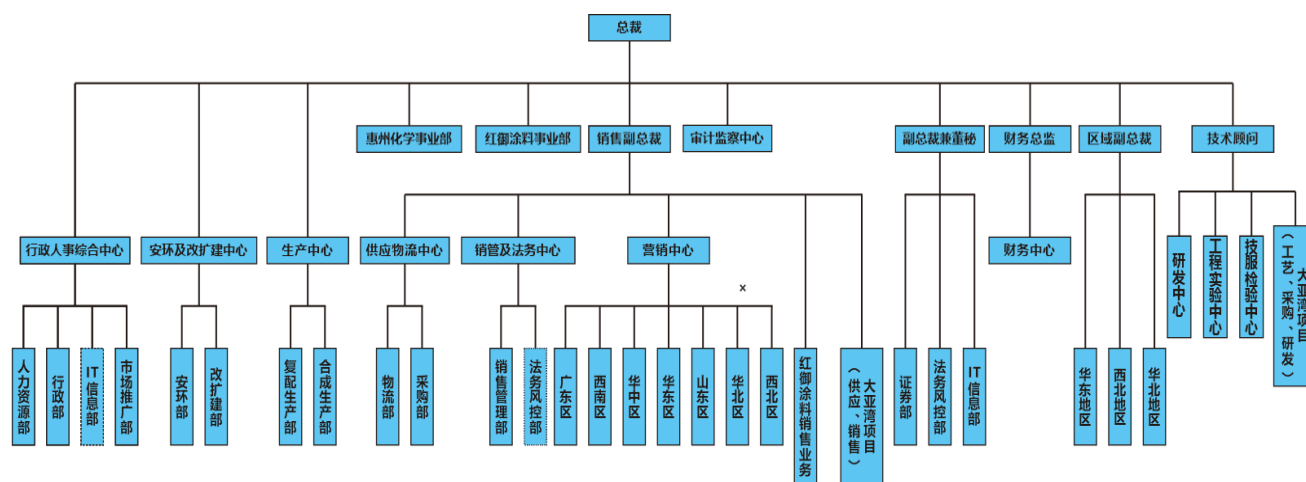 总裁
惠州化学事业部
红御涂料事业部
销售副总裁
审计监察中心
副总裁兼董秘
财务总监
区域副总裁
技术顾问
行政人事综合中心
安环及改扩建中心
生产中心
供应物流中心
销管及法务中心
营销中心
财务中心
研发中心
工程实验中心
技服检验中心
大亚湾项目
（工艺、采购、研发）
x
人力资源部
行政部
IT信息部
市场推广部
安环部
改扩建部
复配生产部
合成生产部
物流部
采购部
销售管理部
法务风控部
广东区
西南区
华中区
华东区
山东区
华北区
西北区
红御涂料销售业务
大亚湾项目
（供应、销售）
证券部
法务风控部
IT信息部
华东地区
西北地区
华北地区